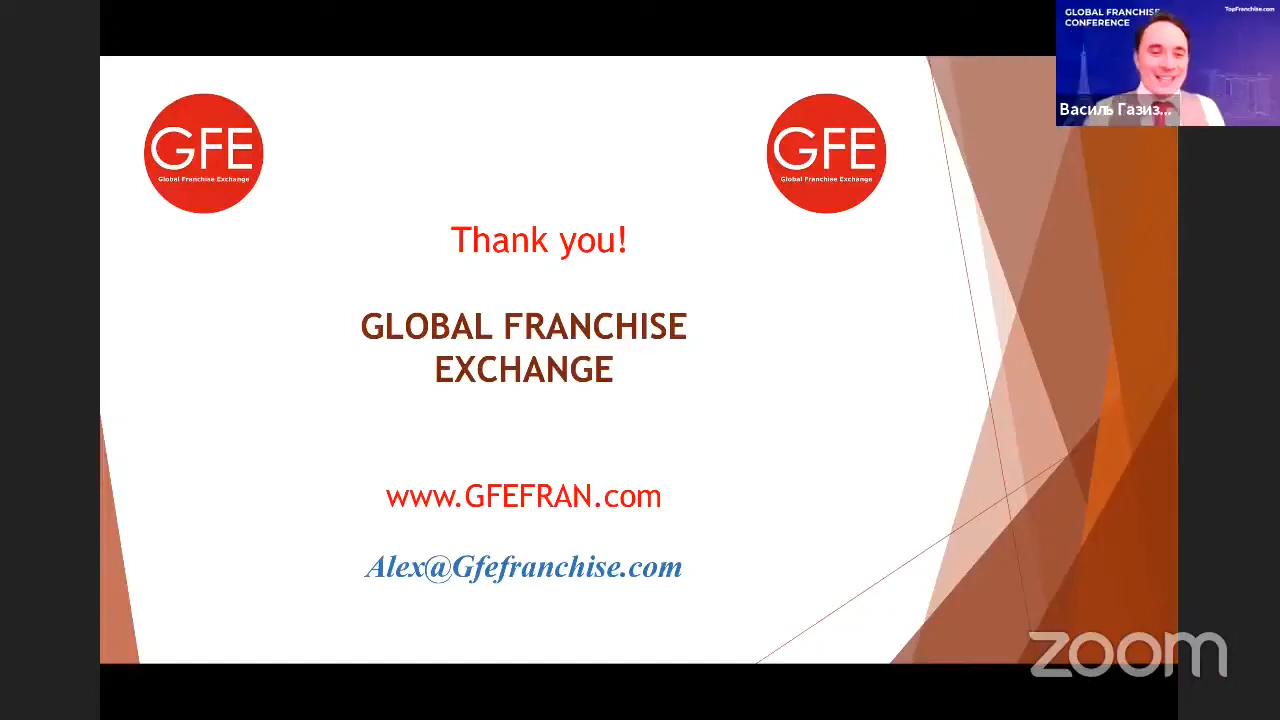 GLOBAL FRANCHISE
CONFERENCE
TopFranchise.com
Василь Газиз...
GFE
Global Franchise Exchange
GFE
Global Franchise Exchange
Thank you!
GLOBAL FRANCHISE
EXCHANGE
www.GFEFRAN.com
Alex@Gfefranchise.com
zoom